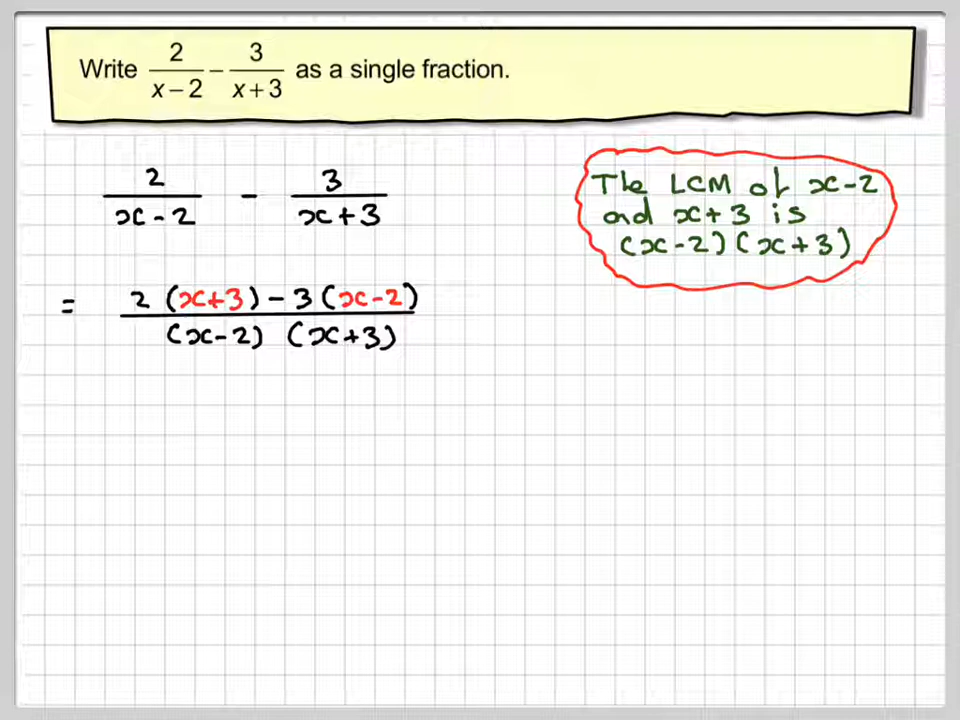 Write 2/(x − 2) − 3/(x + 3) as a single fraction.
2/(x - 2) - 3/(x + 3)
The LCM of x-2
and x+3 is
(x-2)(x+3)
= 2(x+3) - 3(x-2)
(x-2) (x+3)